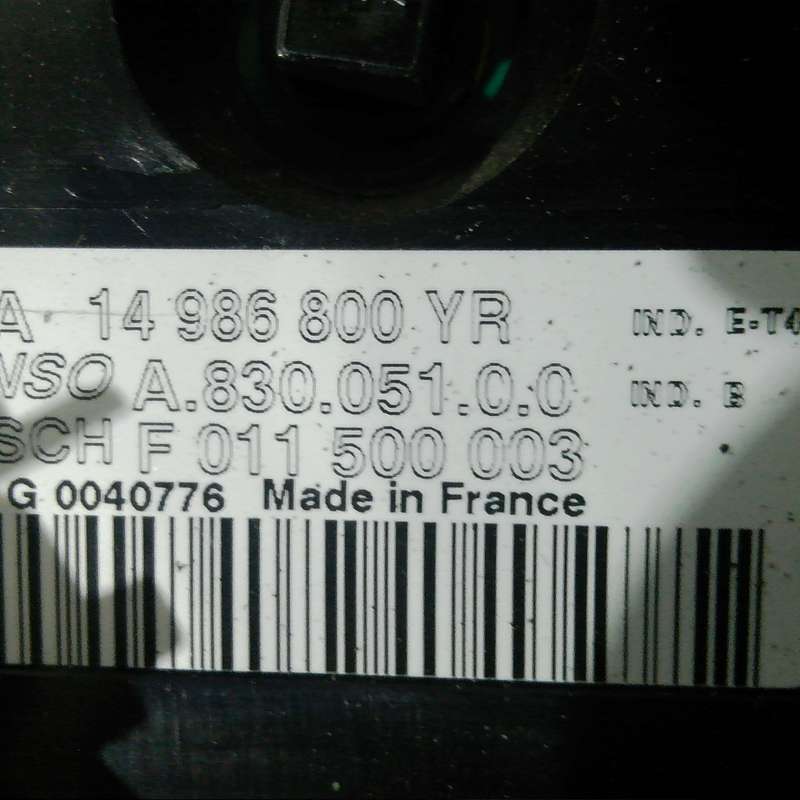 A 14 986 800 YR IND. E-T4
NSO A.830.051.0.0 IND. B
SCH F 011 500 003
G 0040776 Made in France